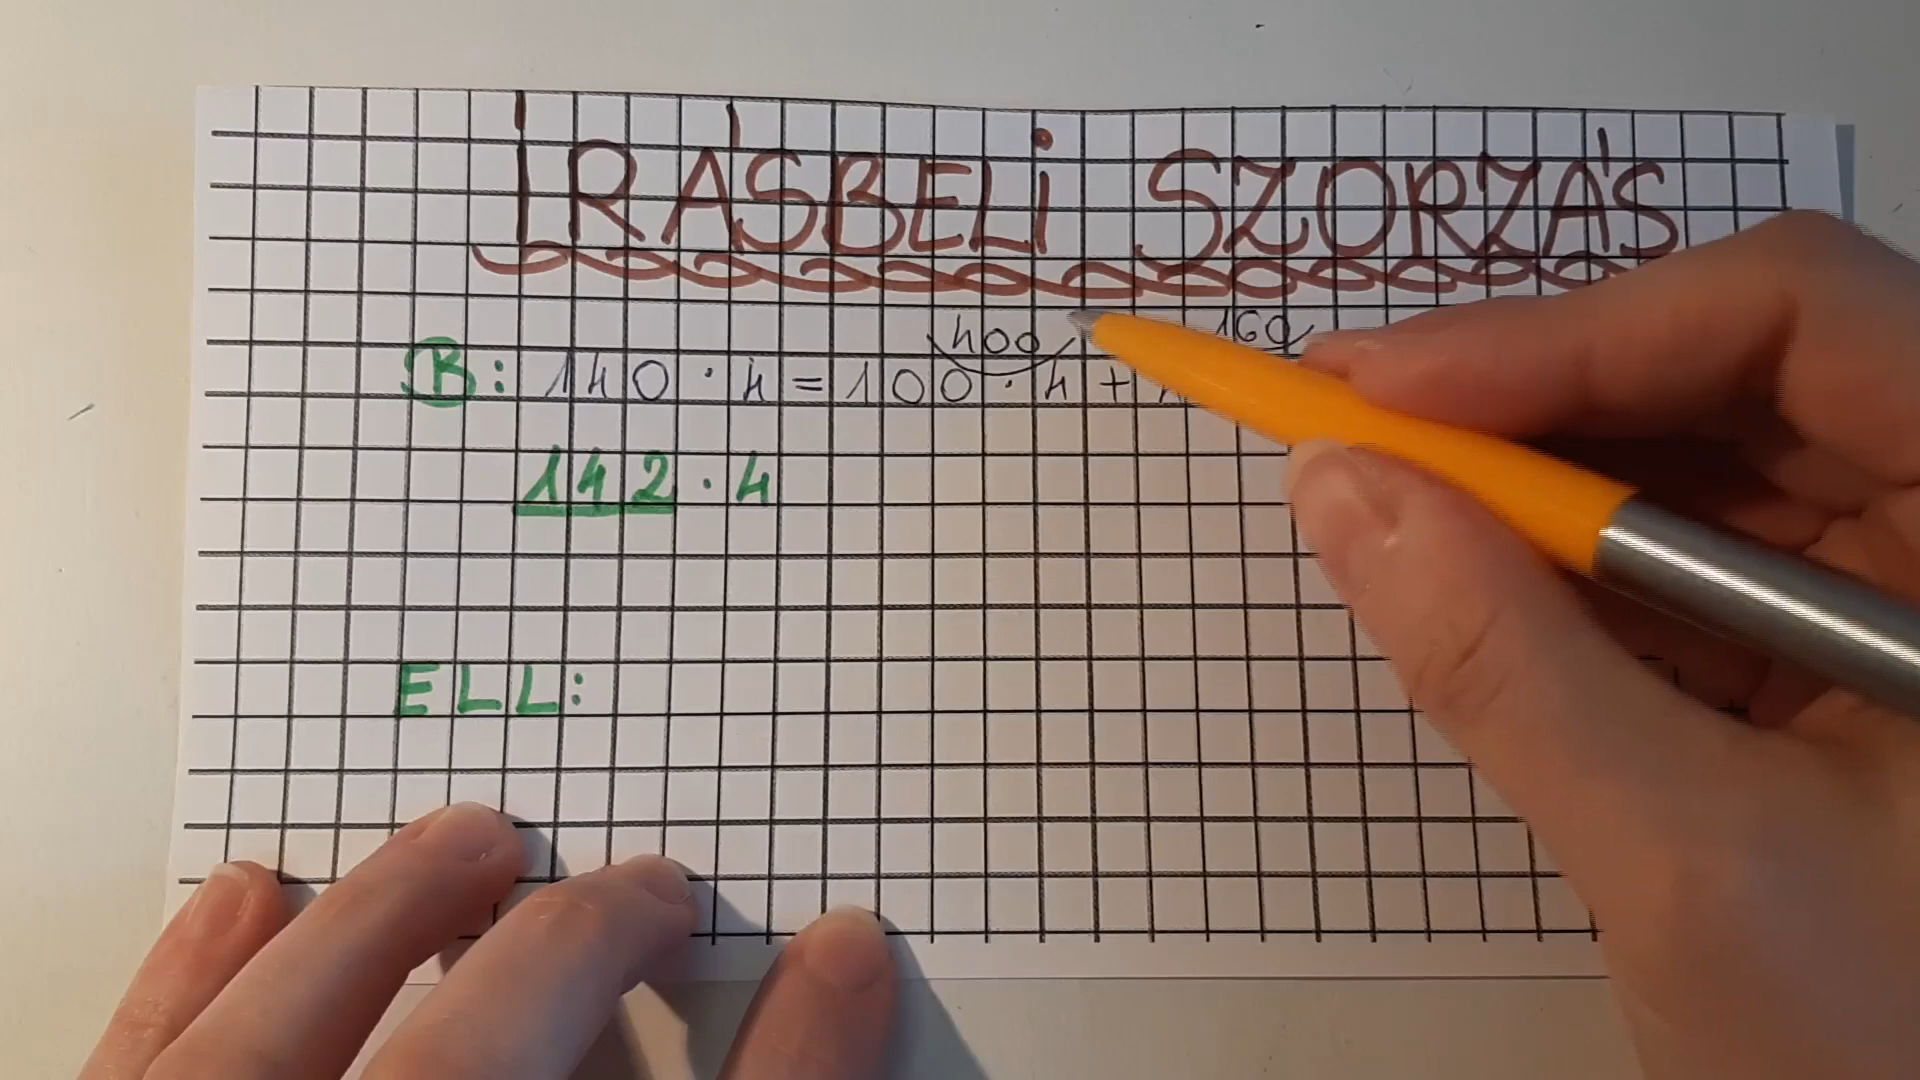 ÍRÁSBELI SZORZÁS
400 160
B: 140 · 4 = 100 · 4 +
142 · 4
ELL: